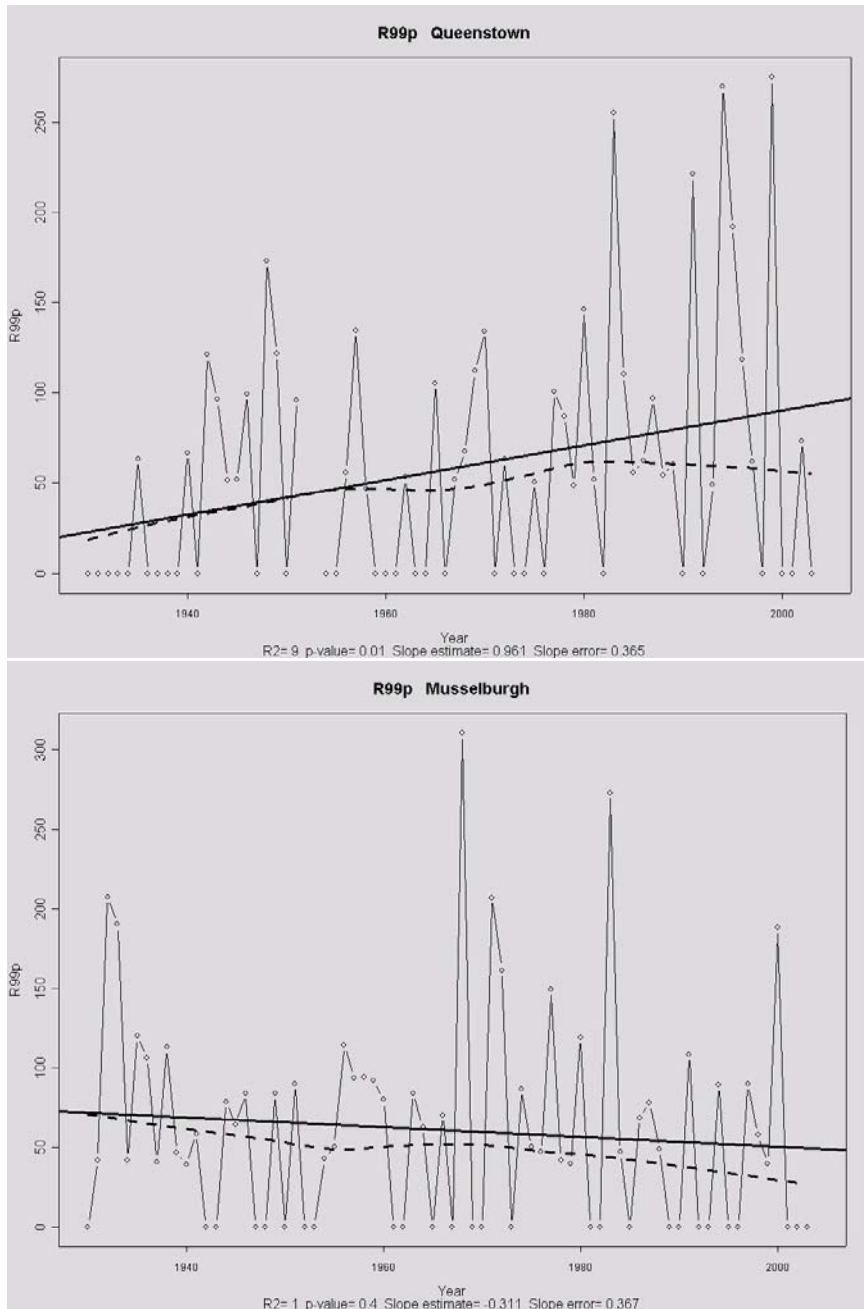 R99p Queenstown
250
200
150
100
50
0
R99p
1940 1960 1980 2000
Year
R2= 9 p-value= 0.01 Slope estimate= 0.961 Slope error= 0.365
R99p Musselburgh
300
250
200
150
100
50
0
R99p
1940 1960 1980 2000
Year
R2= 1 p-value= 0.4 Slope estimate= -0.311 Slope error= 0.367